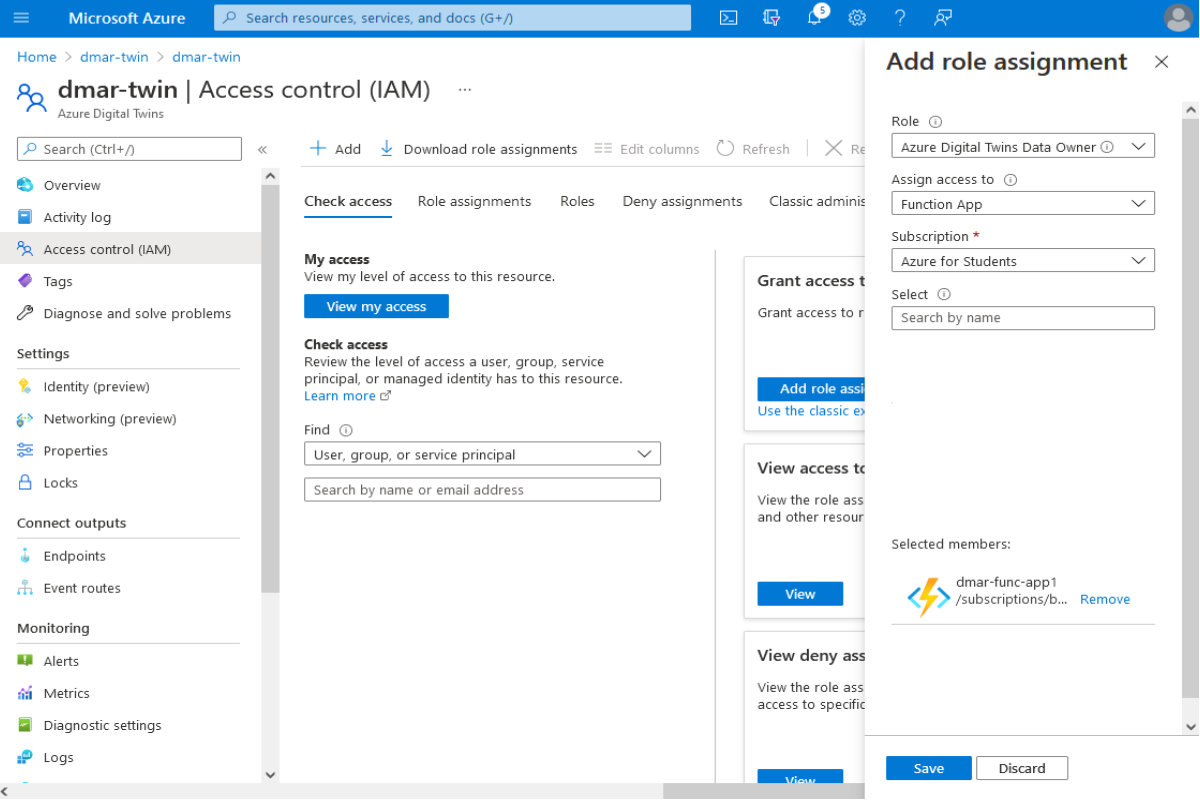 Microsoft Azure
Search resources, services, and docs (G+/)
5
Home > dmar-twin > dmar-twin
dmar-twin | Access control (IAM) ...
Azure Digital Twins
Search (Ctrl+/)
«
Overview
Activity log
Access control (IAM)
Tags
Diagnose and solve problems
Settings
Identity (preview)
Networking (preview)
Properties
Locks
Connect outputs
Endpoints
Event routes
Monitoring
Alerts
Metrics
Diagnostic settings
Logs
Add
Download role assignments
Edit columns
Refresh
Re
Check access
Role assignments
Roles
Deny assignments
Classic adminis
My access
View my level of access to this resource.
View my access
Check access
Review the level of access a user, group, service
principal, or managed identity has to this resource.
Learn more
Find
User, group, or service principal
Search by name or email address
Grant access t
Grant access to r
Add role assi
Use the classic ex
View access to
View the role ass
and other resour
View
View deny ass
View the role ass
access to specific
View
Add role assignment
Role
Azure Digital Twins Data Owner
Assign access to
Function App
Subscription *
Azure for Students
Select
Search by name
Selected members:
dmar-func-app1
/subscriptions/b...
Remove
Save
Discard